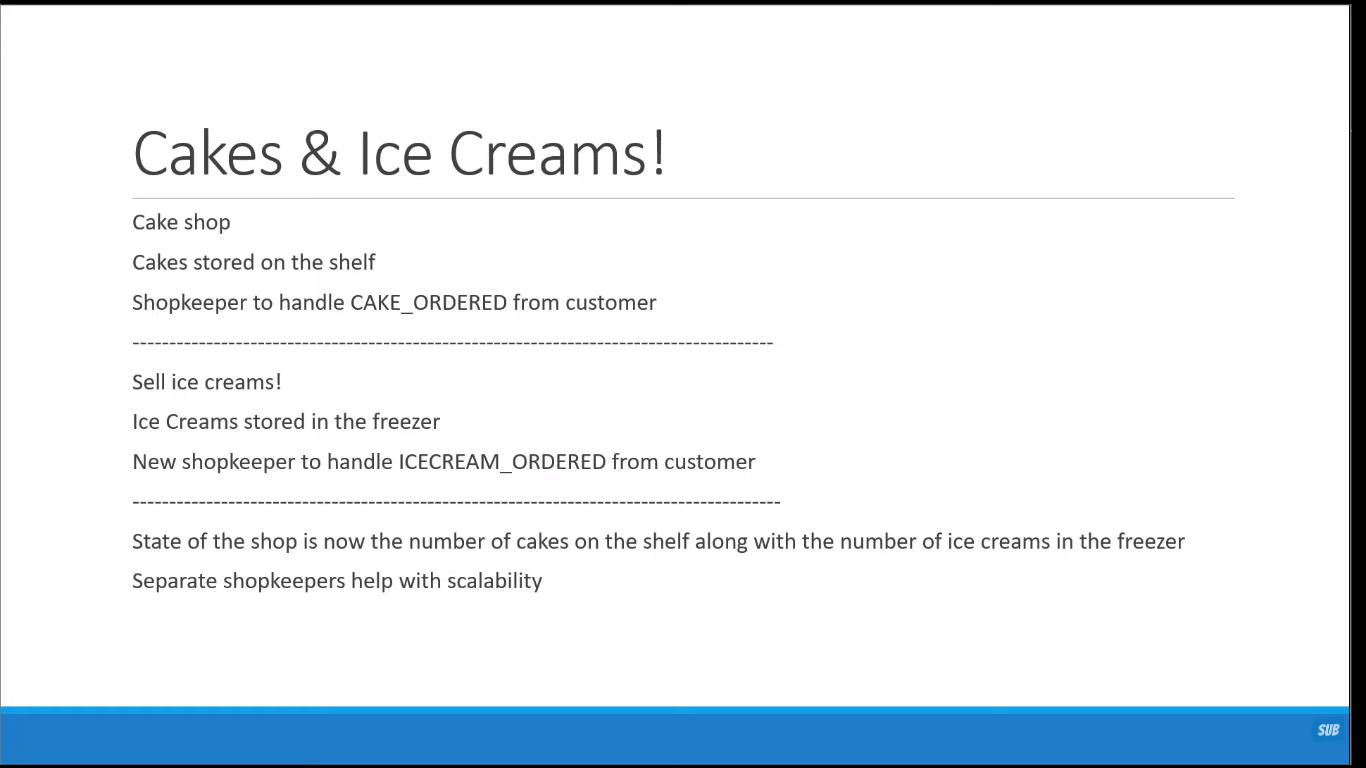 Cakes & Ice Creams!
Cake shop
Cakes stored on the shelf
Shopkeeper to handle CAKE_ORDERED from customer
--------------------------------------------------------------------------------------
Sell ice creams!
Ice Creams stored in the freezer
New shopkeeper to handle ICECREAM_ORDERED from customer
---------------------------------------------------------------------------------------
State of the shop is now the number of cakes on the shelf along with the number of ice creams in the freezer
Separate shopkeepers help with scalability
SUB